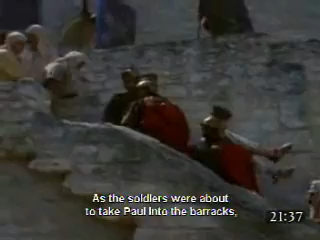 As the soldiers were about
to take Paul into the barracks,
21:37